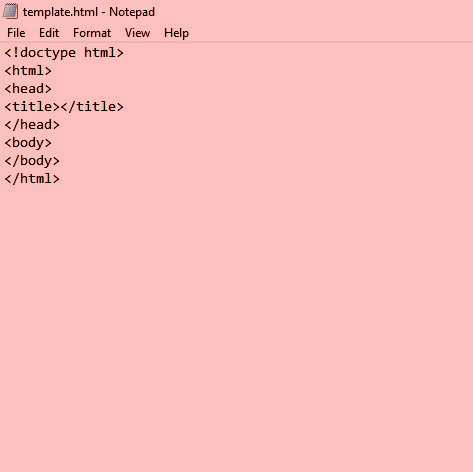 template.html - Notepad
File Edit Format View Help
<!doctype html>
<html>
<head>
<title></title>
</head>
<body>
</body>
</html>